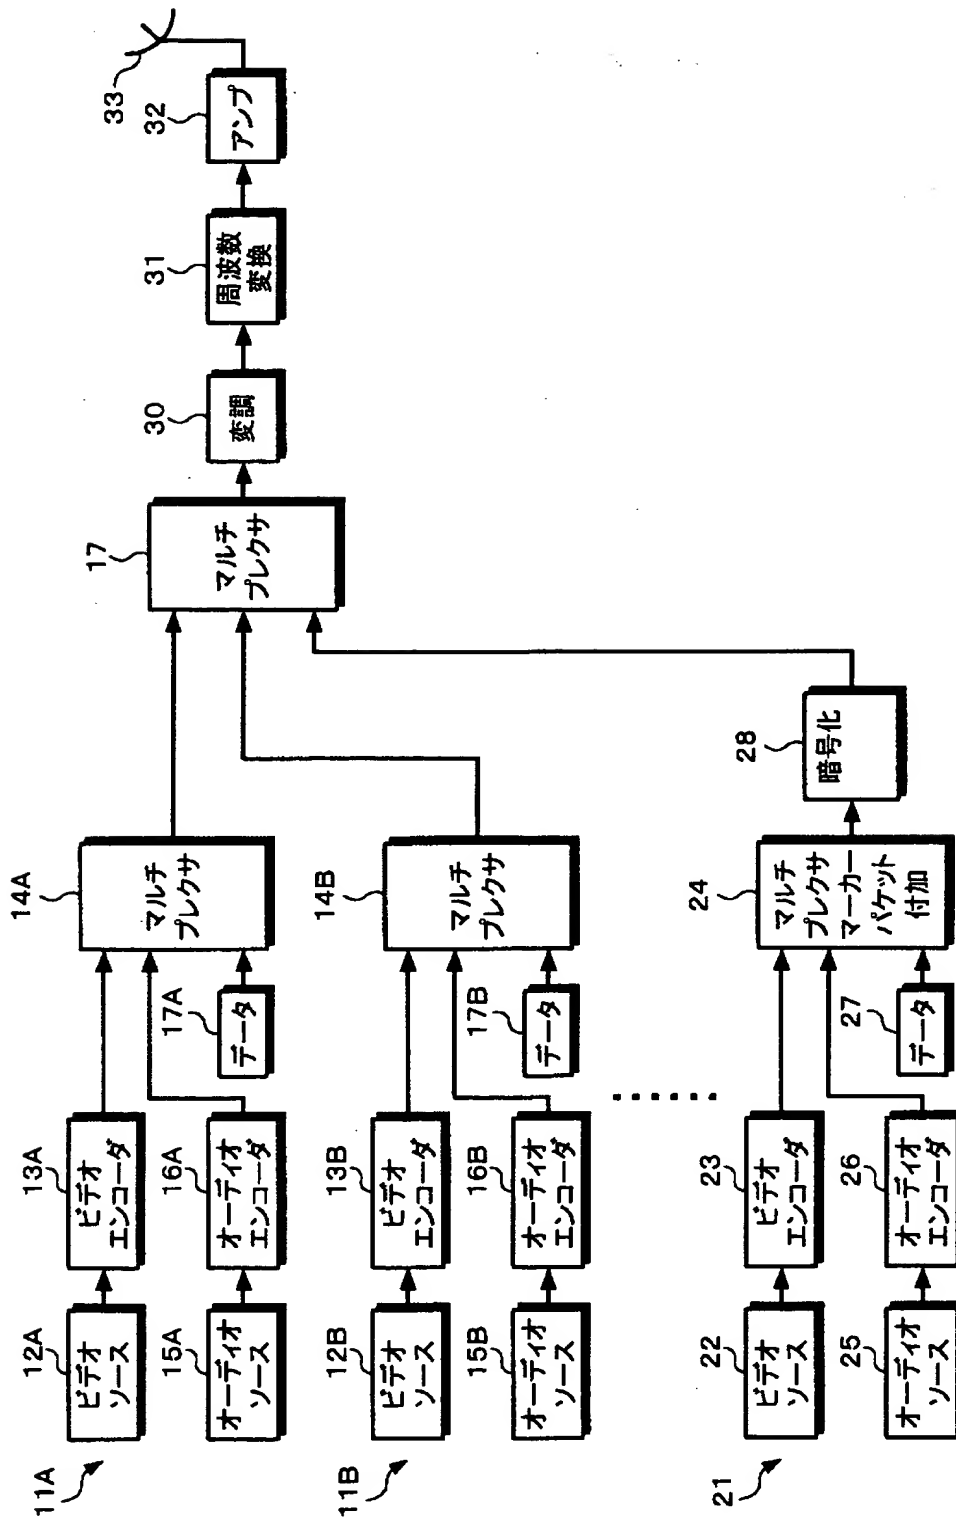 11A
12A
ビデオ
ソース
13A
ビデオ
エンコーダ
15A
オーディオ
ソース
16A
オーディオ
エンコーダ
17A
データ
14A
マルチ
プレクサ
11B
12B
ビデオ
ソース
13B
ビデオ
エンコーダ
15B
オーディオ
ソース
16B
オーディオ
エンコーダ
17B
データ
14B
マルチ
プレクサ
21
22
ビデオ
ソース
23
ビデオ
エンコーダ
25
オーディオ
ソース
26
オーディオ
エンコーダ
27
データ
24
マルチ
プレクサ
マーカー
パケット
付加
28
暗号化
17
マルチ
プレクサ
30
変調
31
周波数
変換
32
アンプ
33